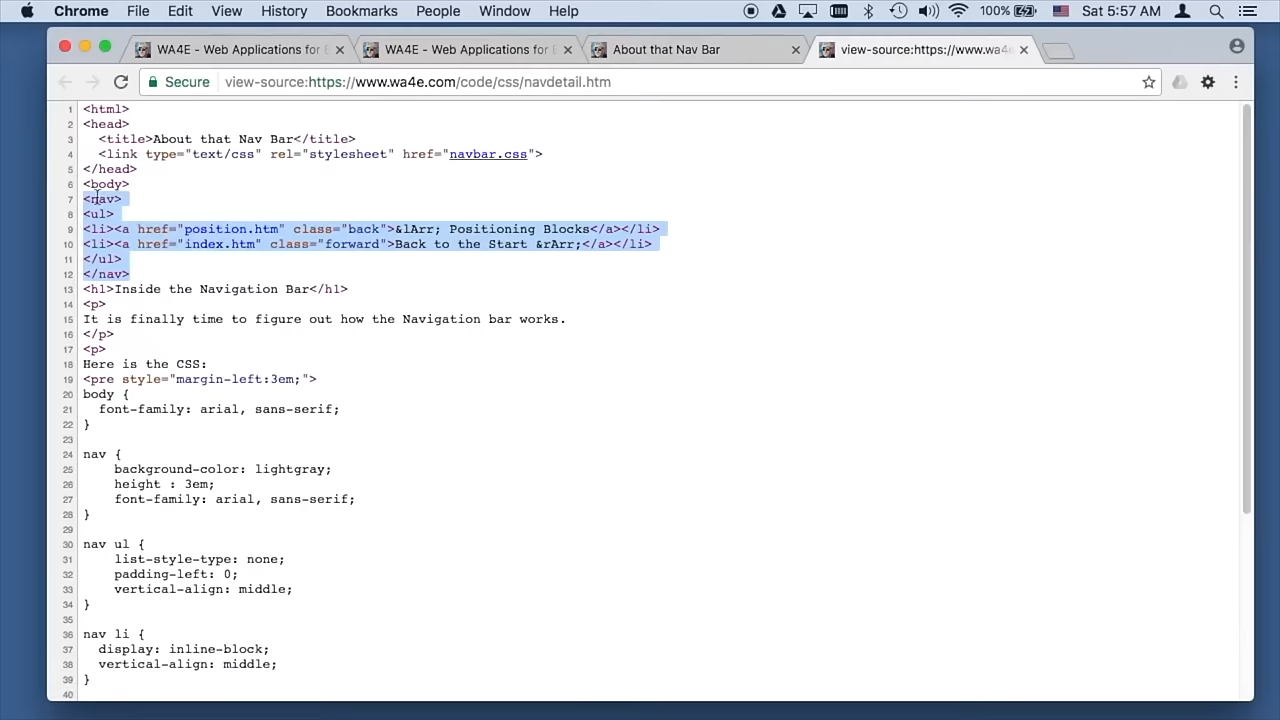 Chrome File Edit View History Bookmarks People Window Help 100% Sat 5:57 AM
WA4E - Web Applications for E WA4E - Web Applications for E About that Nav Bar view-source:https://www.wa4e
Secure view-source:https://www.wa4e.com/code/css/navdetail.htm
1 <html>
2 <head>
3 <title>About that Nav Bar</title>
4 <link type="text/css" rel="stylesheet" href="navbar.css">
5 </head>
6 <body>
7 <nav>
8 <ul>
9 <li><a href="position.htm" class="back">&lArr; Positioning Blocks</a></li>
10 <li><a href="index.htm" class="forward">Back to the Start &rArr;</a></li>
11 </ul>
12 </nav>
13 <h1>Inside the Navigation Bar</h1>
14 <p>
15 It is finally time to figure out how the Navigation bar works.
16 </p>
17 <p>
18 Here is the CSS:
19 <pre style="margin-left:3em;">
20 body {
21 font-family: arial, sans-serif;
22 }
23
24 nav {
25 background-color: lightgray;
26 height : 3em;
27 font-family: arial, sans-serif;
28 }
29
30 nav ul {
31 list-style-type: none;
32 padding-left: 0;
33 vertical-align: middle;
34 }
35
36 nav li {
37 display: inline-block;
38 vertical-align: middle;
39 }
40